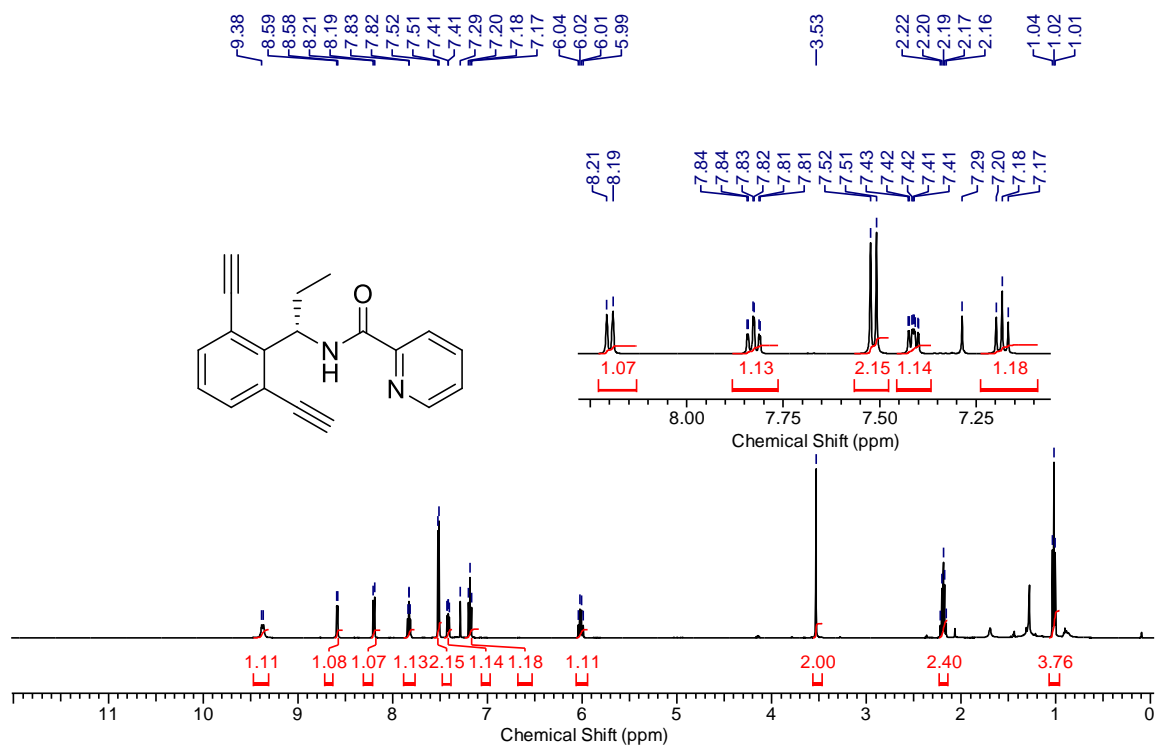 9.38 8.59 8.58 8.21 8.19 7.83 7.82 7.52 7.51 7.41 7.41 7.29 7.20 7.18 7.17 6.04 6.02 6.01 5.99 3.53 2.22 2.20 2.19 2.17 2.16 1.04 1.02 1.01
8.21 8.19 7.84 7.84 7.83 7.82 7.81 7.81 7.52 7.51 7.43 7.42 7.42 7.41 7.41 7.29 7.20 7.18 7.17
O
N
H
N
1.07 1.13 2.15 1.14 1.18
8.00 7.75 7.50 7.25
Chemical Shift (ppm)
1.11 1.08 1.07 1.13 2.15 1.14 1.18 1.11 2.00 2.40 3.76
11 10 9 8 7 6 5 4 3 2 1 0
Chemical Shift (ppm)